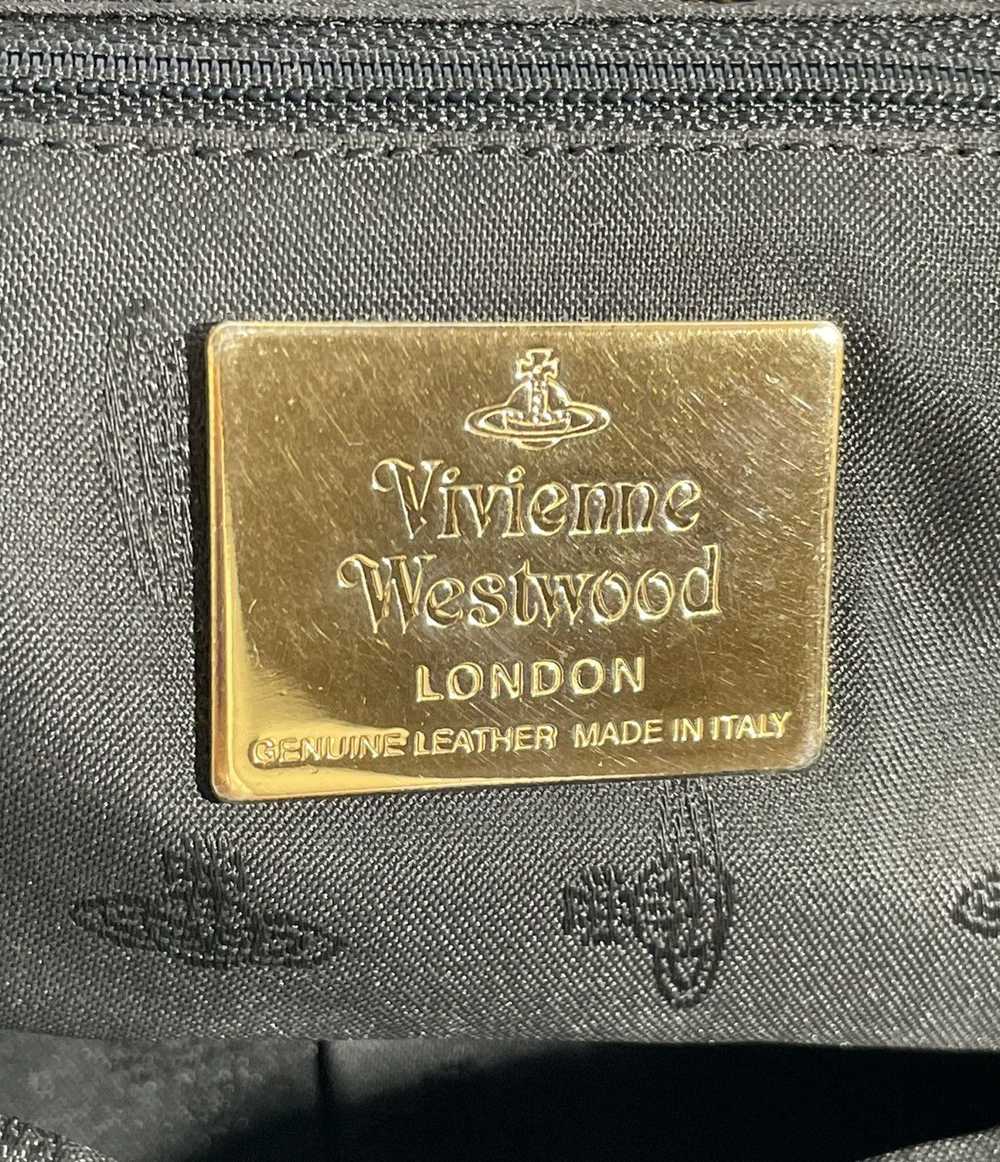 Vivienne
Westwood
LONDON
GENUINE LEATHER MADE IN ITALY